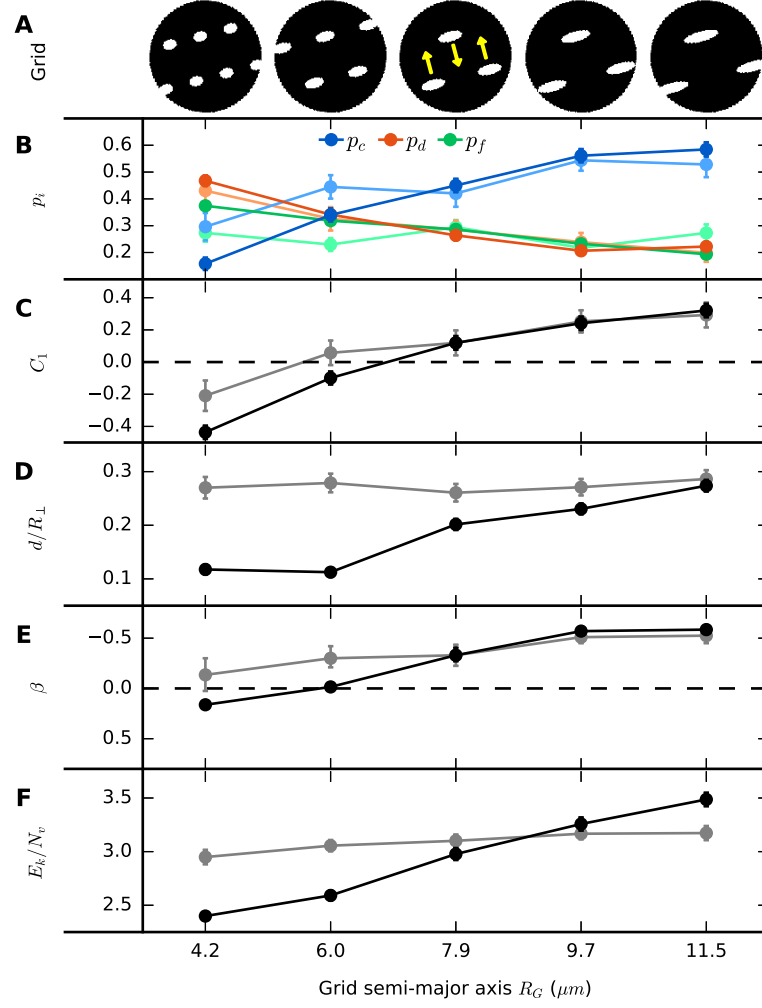 A
Grid
B
p_c p_d p_f
0.6
0.5
0.4
0.3
0.2
p_i
C
0.4
0.2
0.0
−0.2
−0.4
C_1
D
0.3
0.2
0.1
d/R_⊥
E
−0.5
0.0
0.5
β
F
3.5
3.0
2.5
E_k/N_v
4.2 6.0 7.9 9.7 11.5
Grid semi-major axis R_G (μm)